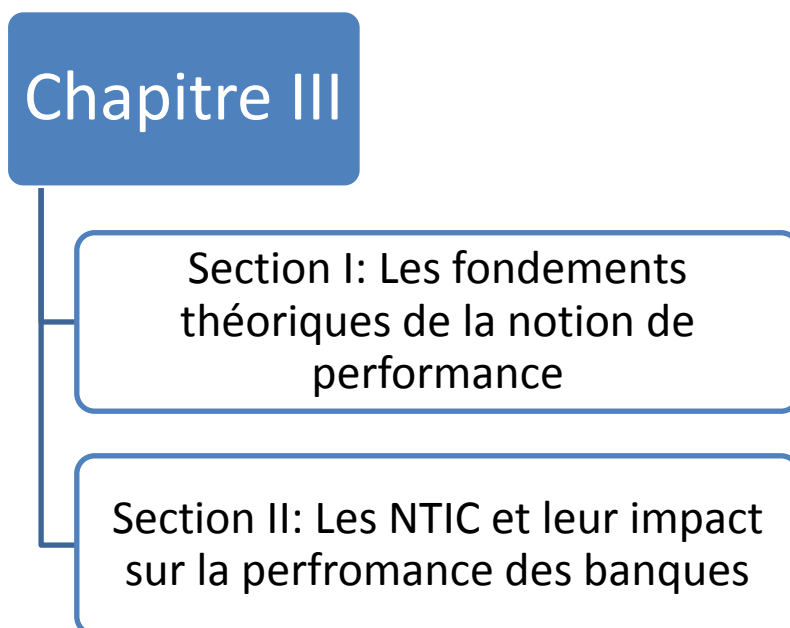 Chapitre III
Section I: Les fondements
théoriques de la notion de
performance
Section II: Les NTIC et leur impact
sur la perfromance des banques